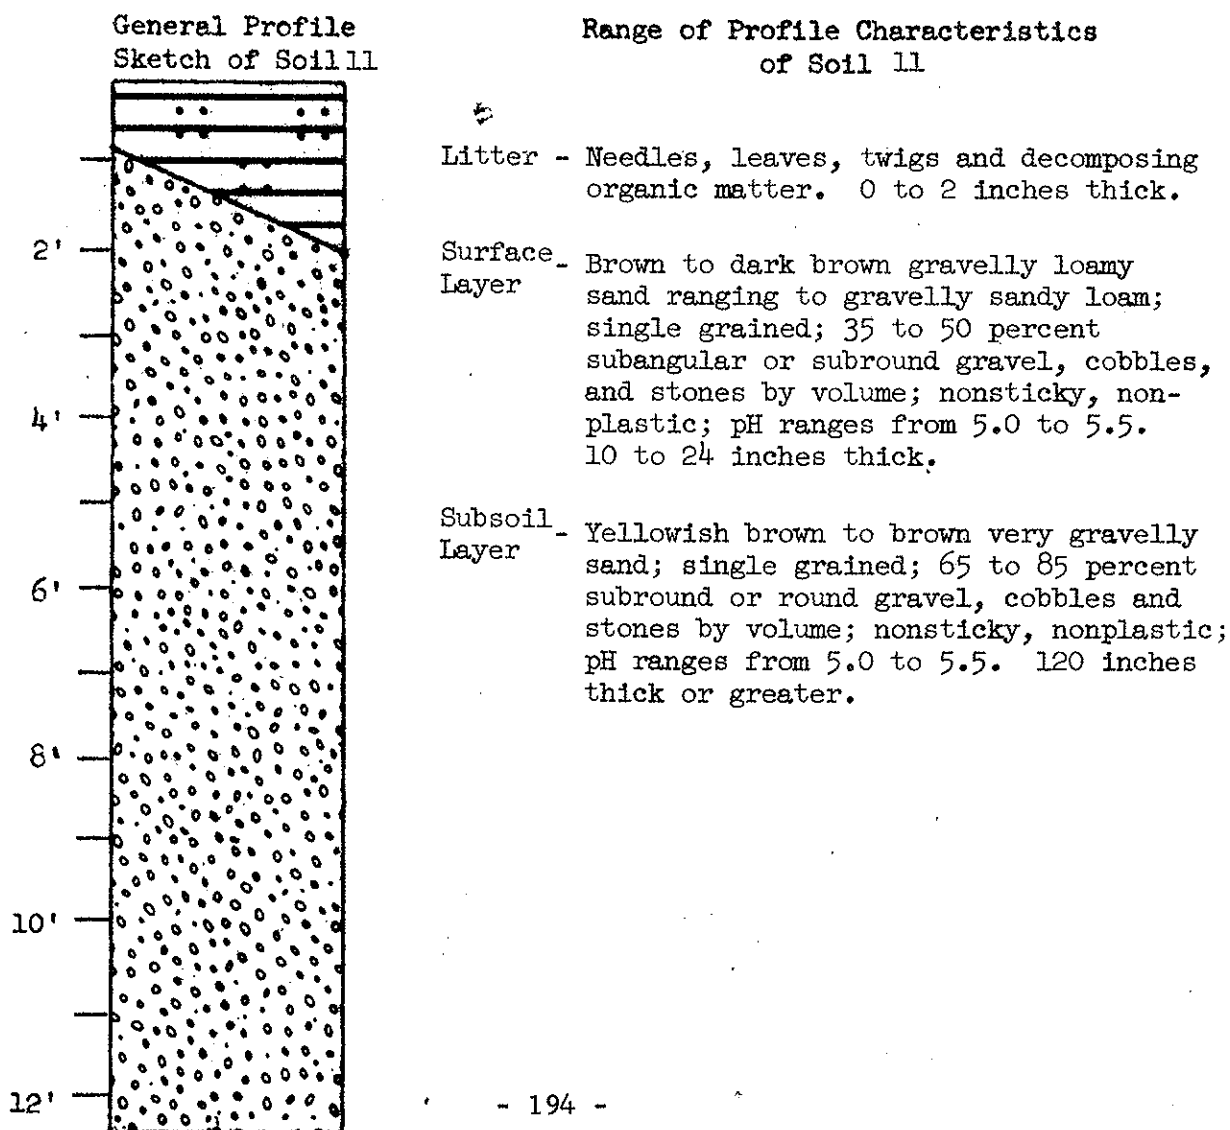 General Profile
Sketch of Soil 11
Range of Profile Characteristics
of Soil 11
Litter - Needles, leaves, twigs and decomposing
organic matter. 0 to 2 inches thick.
Surface Layer - Brown to dark brown gravelly loamy
sand ranging to gravelly sandy loam;
single grained; 35 to 50 percent
subangular or subround gravel, cobbles,
and stones by volume; nonsticky, non-
plastic; pH ranges from 5.0 to 5.5.
10 to 24 inches thick.
Subsoil Layer - Yellowish brown to brown very gravelly
sand; single grained; 65 to 85 percent
subround or round gravel, cobbles and
stones by volume; nonsticky, nonplastic;
pH ranges from 5.0 to 5.5. 120 inches
thick or greater.
2'
4'
6'
8'
10'
12'
- 194 -